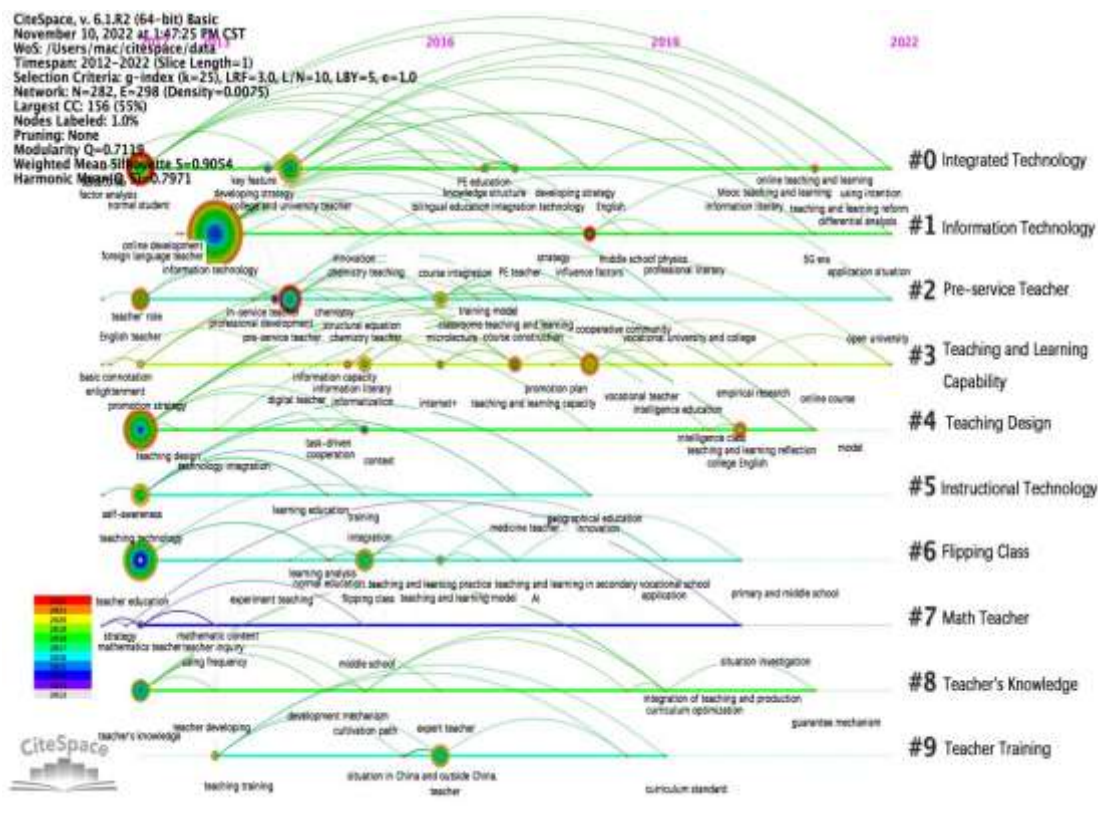 CiteSpace, v. 6.1.R2 (64-bit) Basic
November 10, 2022 at 1:47:25 PM CST
WoS: /Users/mac/citespace/data
Timespan: 2012-2022 (Slice Length=1)
Selection Criteria: g-index (k=25), LRF=3.0, L/N=10, LBY=5, e=1.0
Network: N=282, E=298 (Density=0.0075)
Largest CC: 156 (55%)
Nodes Labeled: 1.0%
Pruning: None
Modularity Q=0.7119
Weighted Mean Silhouette S=0.9054
Harmonic Mean(Q, S)=0.7971
2016
2019
2022
#0 Integrated Technology
factor analysis
key feature
PE education
online teaching and learning
normal student
developing strategy
knowledge structure
developing strategy
Mooc teaching and learning
using intention
college and university teacher
bilingual education
integration technology
English
information literacy
teaching and learning reform
differential analysis
#1 Information Technology
online development
foreign language teacher
information technology
innovation
chemistry teaching
course integration
PE teacher
strategy
influence factors
middle school physics
professional literacy
5G era
application situation
#2 Pre-service Teacher
teacher role
in-service teacher
professional development
chemistry
structural equation
training model
English teacher
pre-service teacher
chemistry teacher
classrooms teaching and learning
microlecture
course construction
cooperative community
vocational university and college
open university
#3 Teaching and Learning
Capability
basic connotation
enlightenment
information capacity
information literary
promotion plan
promotion strategy
digital teacher
informatization
internet+
teaching and learning capacity
vocational teacher
intelligence education
empirical research
online course
#4 Teaching Design
teaching design
technology integration
task-driven
cooperation
context
intelligence class
teaching and learning reflection
college English
model
#5 Instructional Technology
self-awareness
learning education
training
geographical education
teaching technology
integration
medicine teacher
innovation
#6 Flipping Class
learning analysis
normal education
teaching and learning practice
teaching and learning in secondary vocational school
teacher education
experiment teaching
flipping class
teaching and learning model
AI
application
primary and middle school
#7 Math Teacher
strategy
mathematic content
mathematics teacher
teacher inquiry
using frequency
middle school
situation investigation
#8 Teacher's Knowledge
integration of teaching and production
curriculum optimization
teacher's knowledge
teacher developing
development mechanism
cultivation path
expert teacher
guarantee mechanism
#9 Teacher Training
teaching training
situation in China and outside China
teacher
curriculum standard
CiteSpace